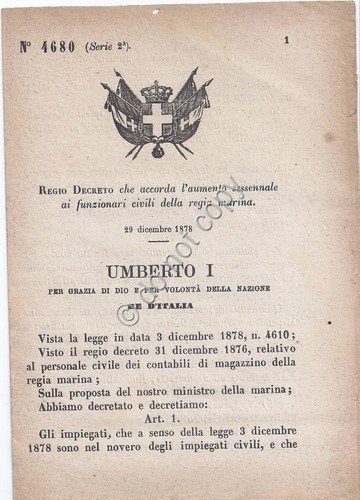 N° 4680 (Serie 2ª).
1
REGIO DECRETO che accorda l'aumento sessennale
ai funzionari civili della regia marina.
29 dicembre 1878
UMBERTO I
PER GRAZIA DI DIO E PER VOLONTÀ DELLA NAZIONE
RE D'ITALIA
Vista la legge in data 3 dicembre 1878, n. 4610;
Visto il regio decreto 31 dicembre 1876, relativo
al personale civile dei contabili di magazzino della
regia marina;
Sulla proposta del nostro ministro della marina;
Abbiamo decretato e decretiamo:
Art. 1.
Gli impiegati, che a senso della legge 3 dicembre
1878 sono nel novero degli impiegati civili, e che
do not copy